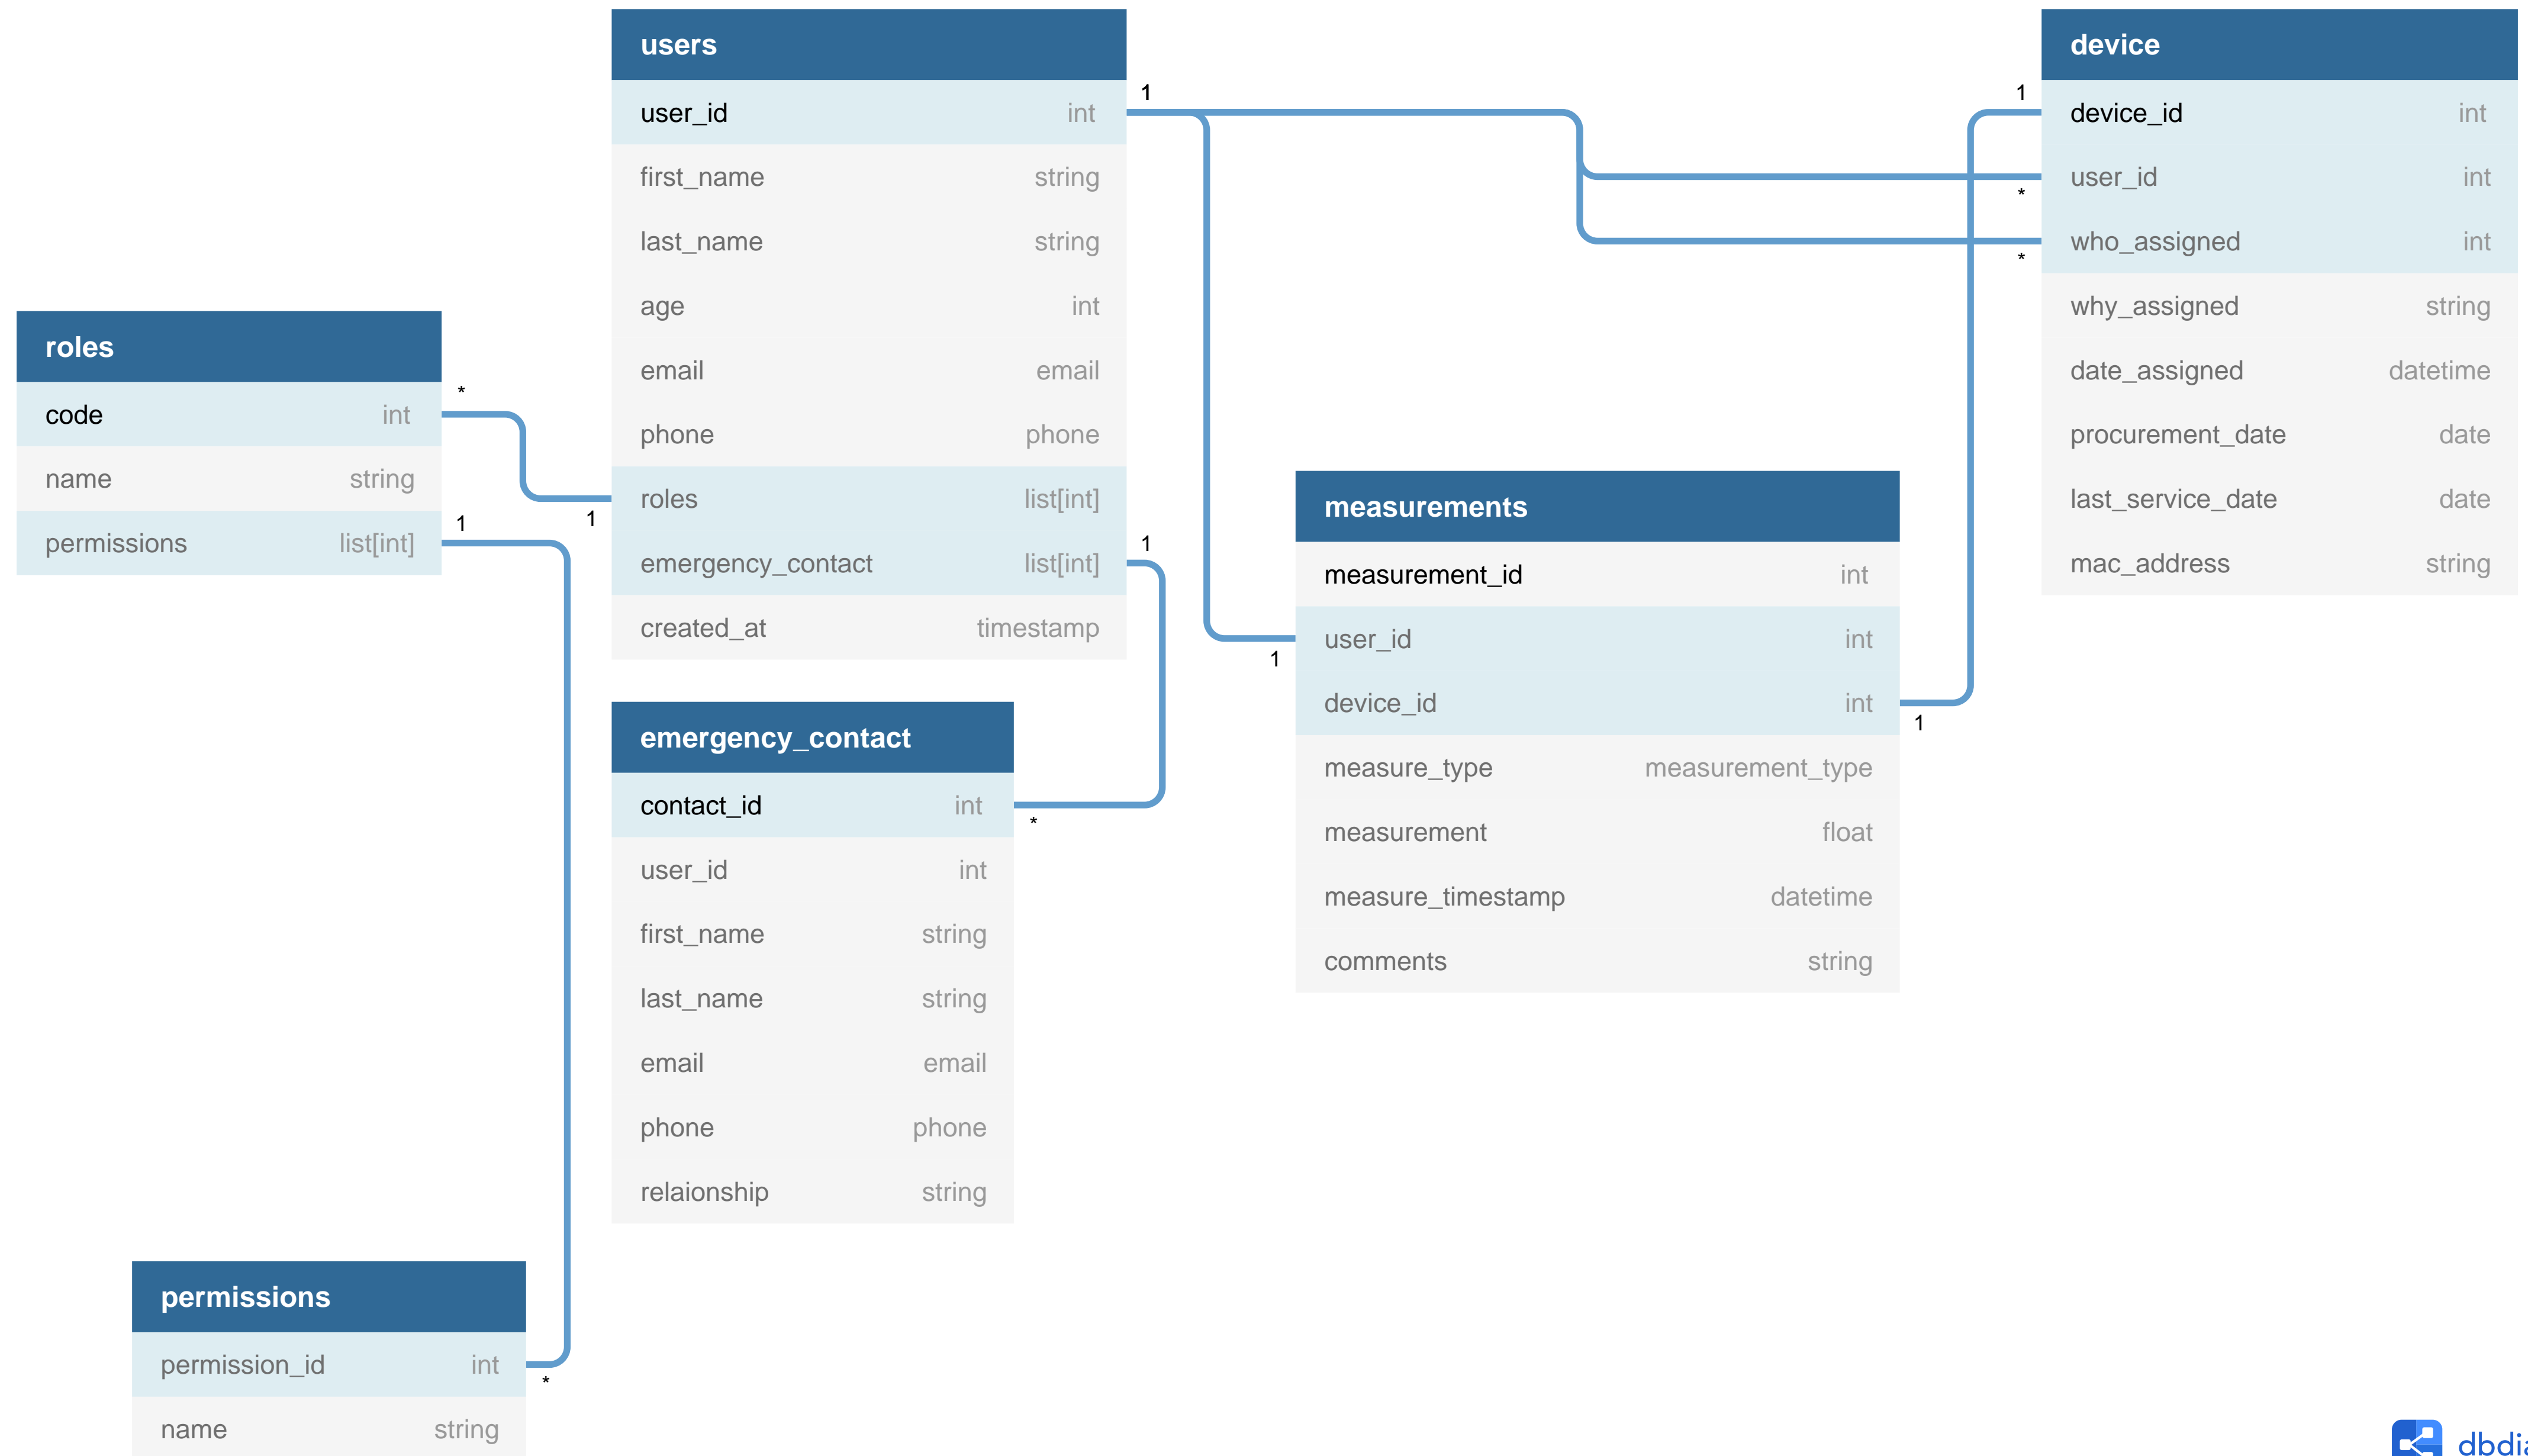 users
user_id int
first_name string
last_name string
age int
email email
phone phone
roles list[int]
emergency_contact list[int]
created_at timestamp
1
1
1
device
device_id int
user_id int
who_assigned int
why_assigned string
date_assigned datetime
procurement_date date
last_service_date date
mac_address string
1
*
*
roles
code int
name string
permissions list[int]
*
1
measurements
measurement_id int
user_id int
device_id int
measure_type measurement_type
measurement float
measure_timestamp datetime
comments string
1
1
emergency_contact
contact_id int
user_id int
first_name string
last_name string
email email
phone phone
relaionship string
*
permissions
permission_id int
name string
*
dbdia